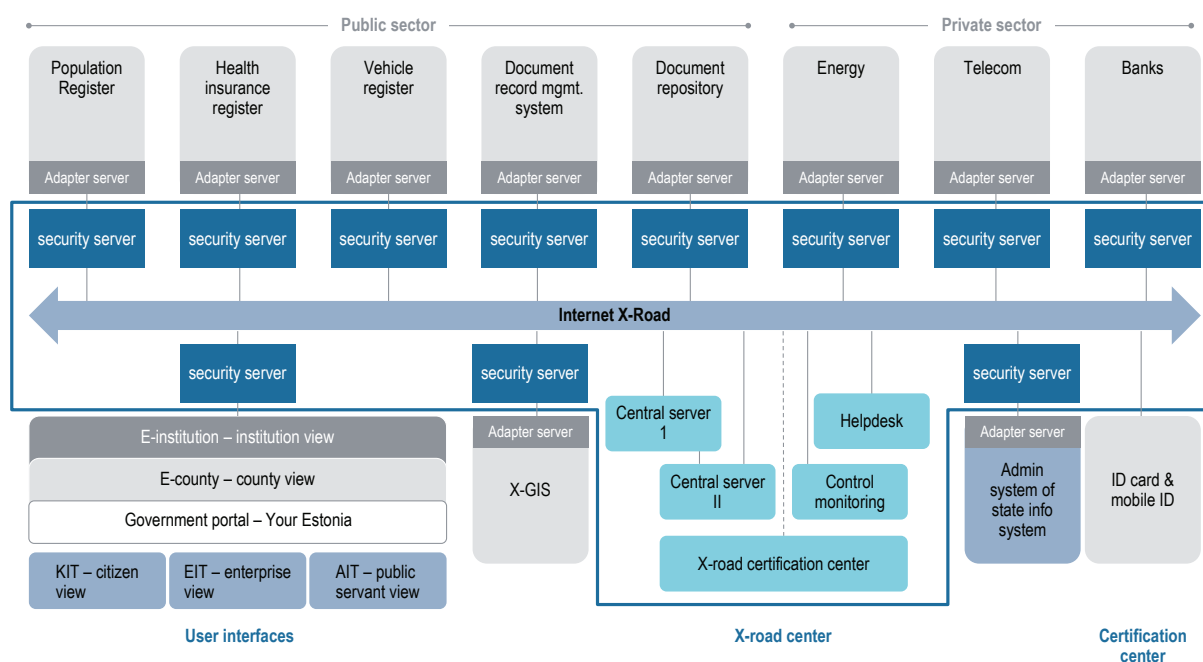 Public sector
Private sector
Population
Register
Health
insurance
register
Vehicle
register
Document
record mgmt.
system
Document
repository
Energy
Telecom
Banks
Adapter server
Adapter server
Adapter server
Adapter server
Adapter server
Adapter server
Adapter server
Adapter server
security server
security server
security server
security server
security server
security server
security server
security server
Internet X-Road
security server
security server
security server
E-institution – institution view
E-county – county view
Government portal – Your Estonia
KIT – citizen
view
EIT – enterprise
view
AIT – public
servant view
Adapter server
X-GIS
Central server
1
Central server
II
Helpdesk
Control
monitoring
X-road certification center
Adapter server
Admin
system of
state info
system
ID card &
mobile ID
User interfaces
X-road center
Certification
center